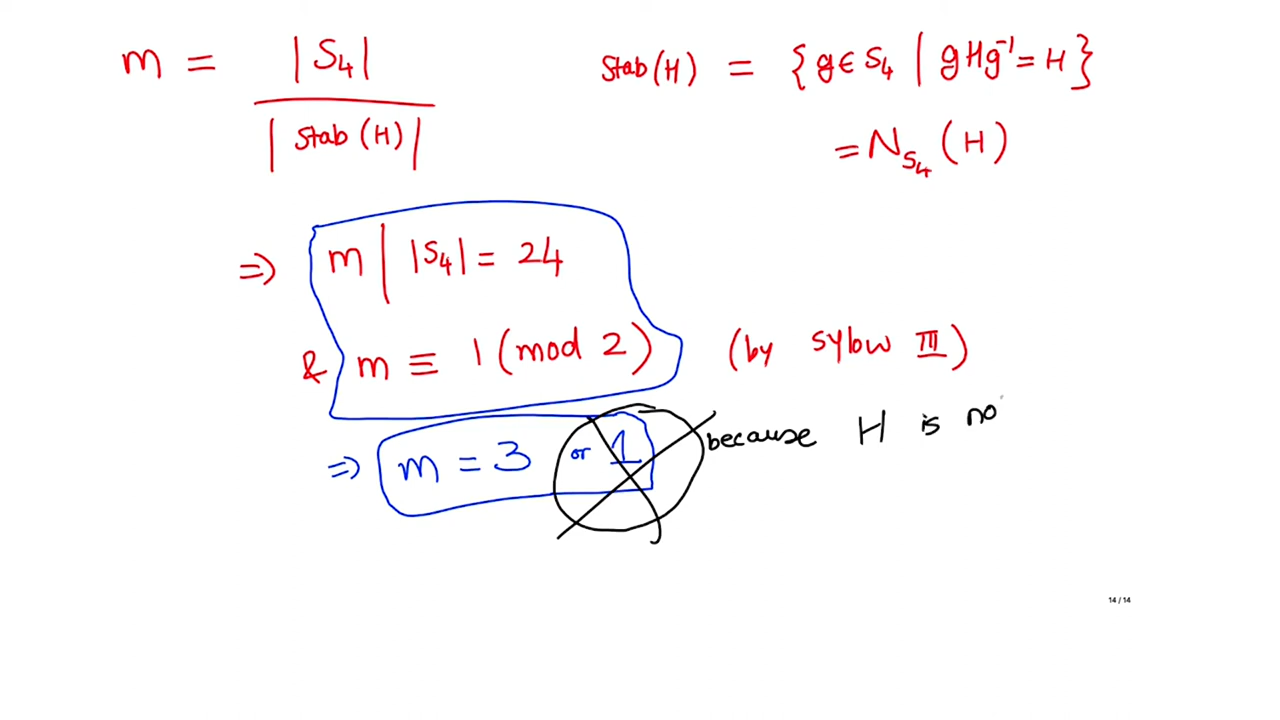 m = |S₄| / |Stab(H)|
Stab(H) = {g ∈ S₄ | gHg⁻¹ = H}
= N_S₄(H)
⇒ m | |S₄| = 24
& m ≡ 1 (mod 2) (by sylow III)
⇒ m = 3 or 1 because H is no
14 / 14